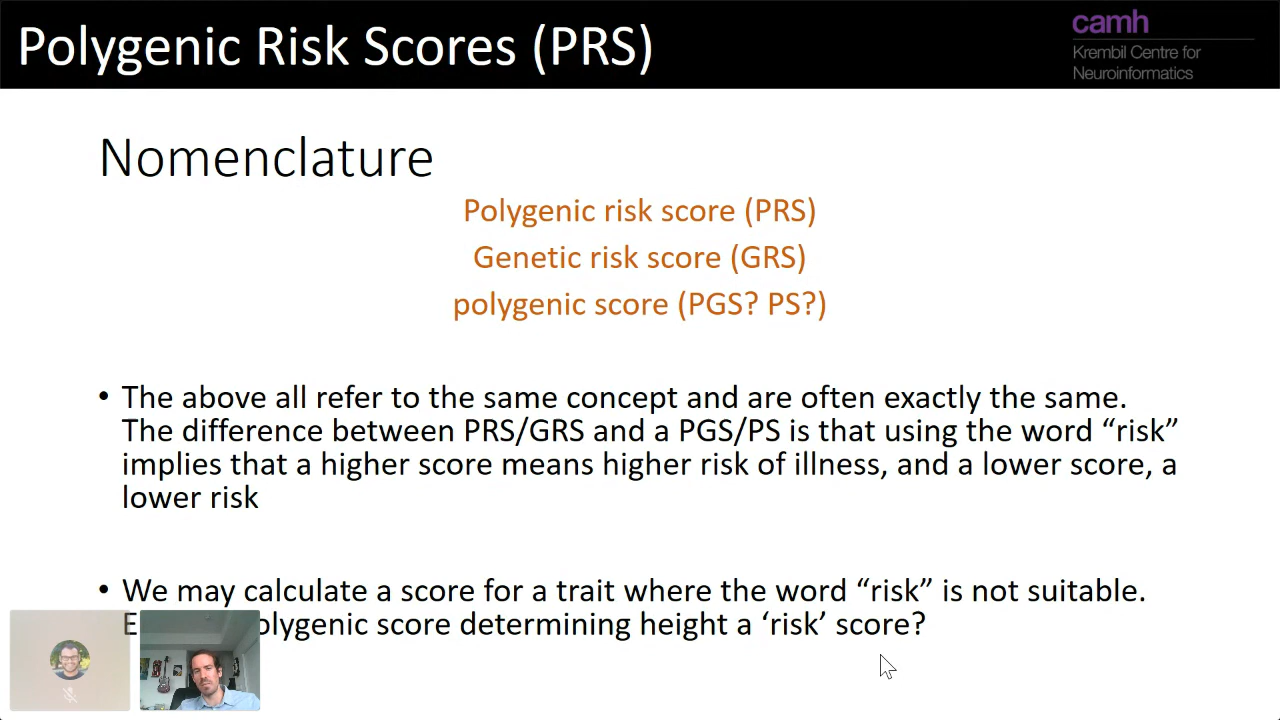 Polygenic Risk Scores (PRS)
camh
Krembil Centre for
Neuroinformatics
Nomenclature
Polygenic risk score (PRS)
Genetic risk score (GRS)
polygenic score (PGS? PS?)
• The above all refer to the same concept and are often exactly the same.
The difference between PRS/GRS and a PGS/PS is that using the word “risk”
implies that a higher score means higher risk of illness, and a lower score, a
lower risk
• We may calculate a score for a trait where the word “risk” is not suitable.
olygenic score determining height a ‘risk’ score?